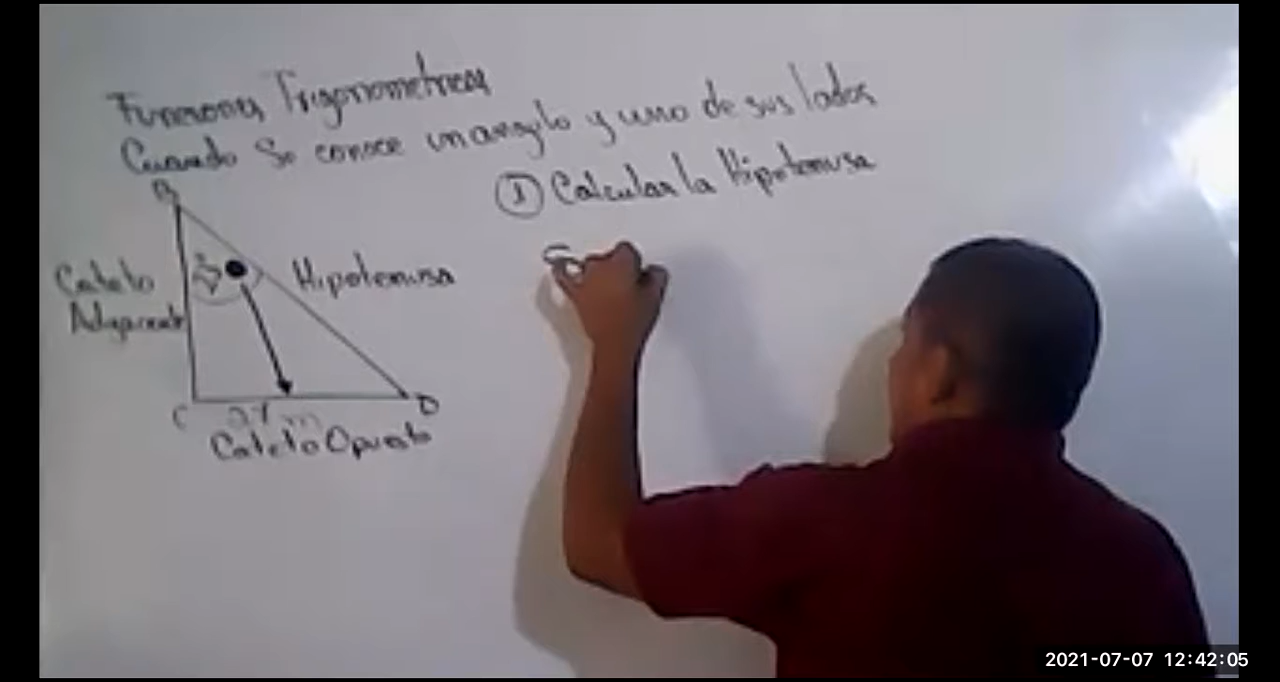 Funciones Trigonometricas
Cuando Se conoce un angulo y uno de sus lados
① Calcular la Hipotenusa
B
Cateto
Adyacente
Hipotenusa
C
D
Cateto Opuesto
2021-07-07 12:42:05